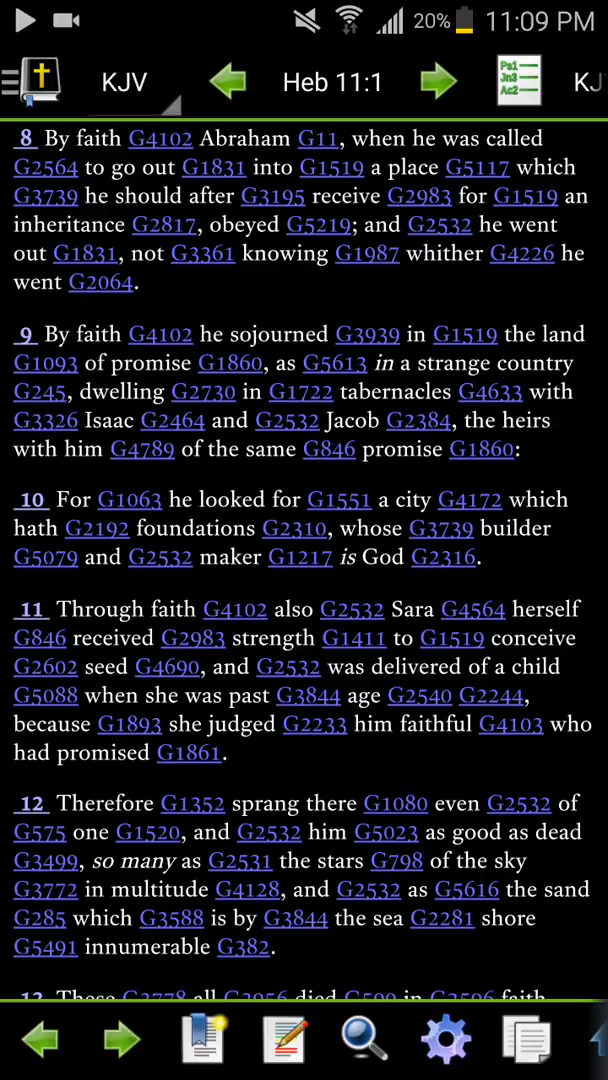 20% 11:09 PM
KJV Heb 11:1 Ps1 Jn3 Ac2 KJ
8 By faith G4102 Abraham G11, when he was called
G2564 to go out G1831 into G1519 a place G5117 which
G3739 he should after G3195 receive G2983 for G1519 an
inheritance G2817, obeyed G5219; and G2532 he went
out G1831, not G3361 knowing G1987 whither G4226 he
went G2064.
9 By faith G4102 he sojourned G3939 in G1519 the land
G1093 of promise G1860, as G5613 in a strange country
G245, dwelling G2730 in G1722 tabernacles G4633 with
G3326 Isaac G2464 and G2532 Jacob G2384, the heirs
with him G4789 of the same G846 promise G1860:
10 For G1063 he looked for G1551 a city G4172 which
hath G2192 foundations G2310, whose G3739 builder
G5079 and G2532 maker G1217 is God G2316.
11 Through faith G4102 also G2532 Sara G4564 herself
G846 received G2983 strength G1411 to G1519 conceive
G2602 seed G4690, and G2532 was delivered of a child
G5088 when she was past G3844 age G2540 G2244,
because G1893 she judged G2233 him faithful G4103 who
had promised G1861.
12 Therefore G1352 sprang there G1080 even G2532 of
G575 one G1520, and G2532 him G5023 as good as dead
G3499, so many as G2531 the stars G798 of the sky
G3772 in multitude G4128, and G2532 as G5616 the sand
G285 which G3588 is by G3844 the sea G2281 shore
G5491 innumerable G382.
13 These G3778 all G3956 died G599 in G2596 faith